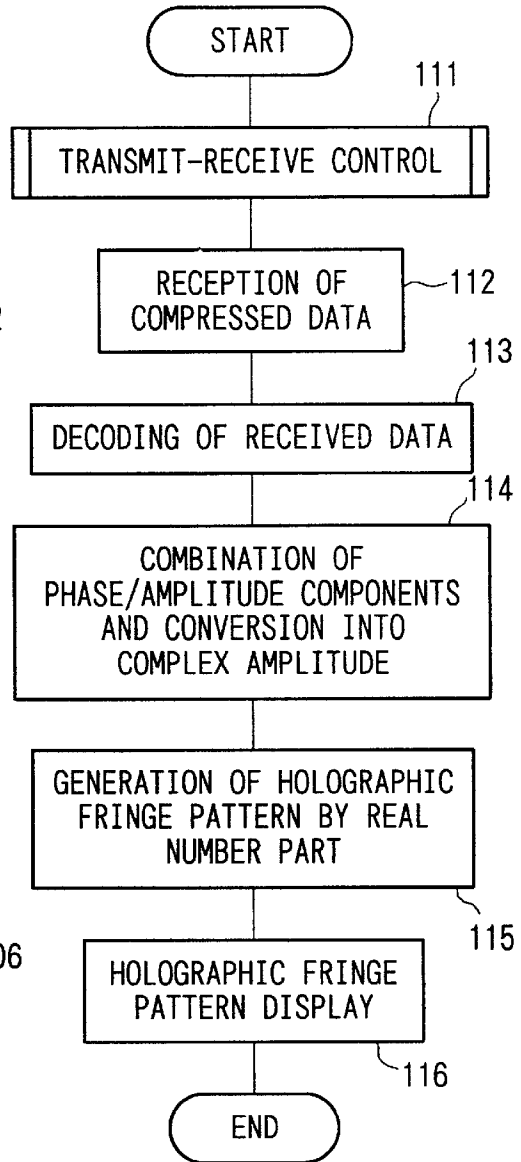 START
111
TRANSMIT-RECEIVE CONTROL
RECEPTION OF
COMPRESSED DATA
112
113
DECODING OF RECEIVED DATA
114
COMBINATION OF
PHASE/AMPLITUDE COMPONENTS
AND CONVERSION INTO
COMPLEX AMPLITUDE
GENERATION OF HOLOGRAPHIC
FRINGE PATTERN BY REAL
NUMBER PART
115
06
HOLOGRAPHIC FRINGE
PATTERN DISPLAY
116
END